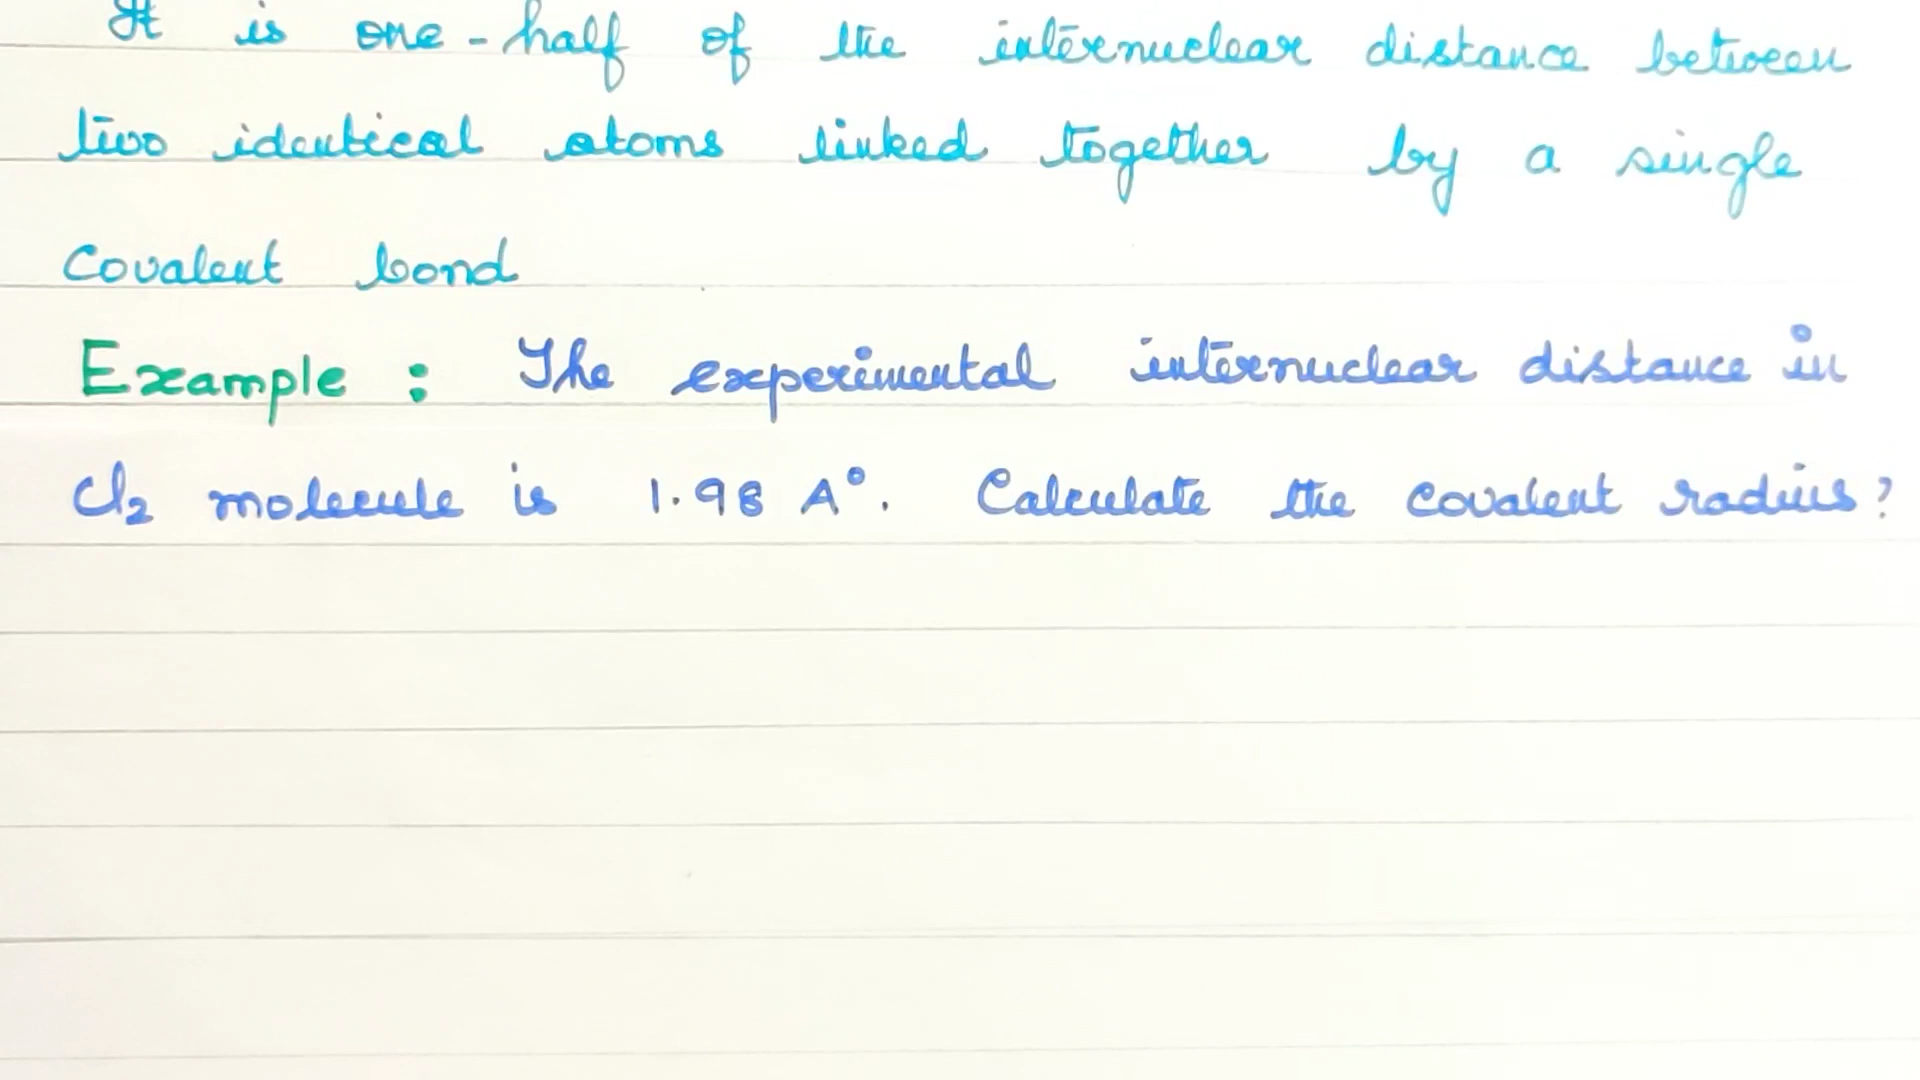 It is one-half of the internuclear distance between
two identical atoms linked together by a single
covalent bond
Example : The experimental internuclear distance in
Cl₂ molecule is 1.98 A°. Calculate the covalent radius?